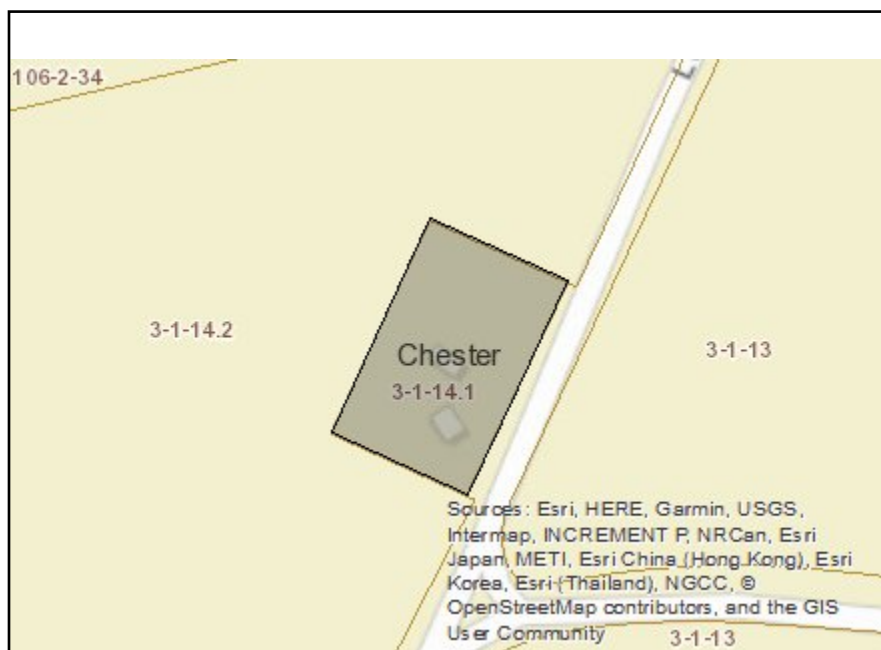 106-2-34
L
3-1-14.2
Chester
3-1-13
3-1-14.1
Sources: Esri, HERE, Garmin, USGS,
Intermap, INCREMENT P, NRCan, Esri
Japan, METI, Esri China (Hong Kong), Esri
Korea, Esri (Thailand), NGCC, ©
OpenStreetMap contributors, and the GIS
User Community
3-1-13